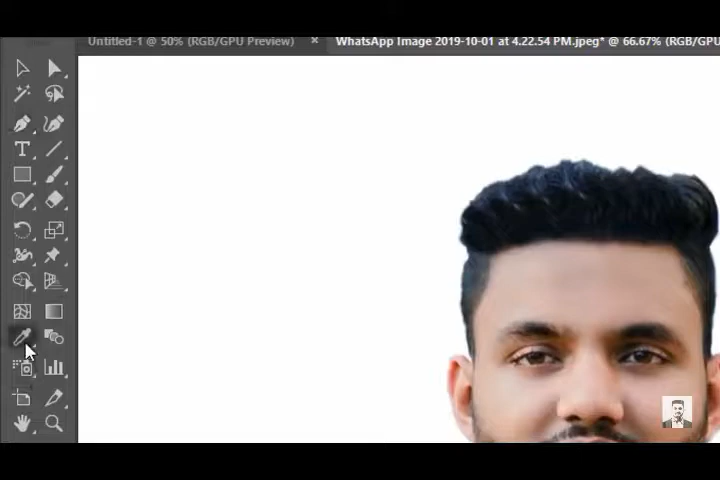 Untitled-1 @ 50% (RGB/GPU Preview) × WhatsApp Image 2019-10-01 at 4.22.54 PM.jpeg* @ 66.67% (RGB/GPU